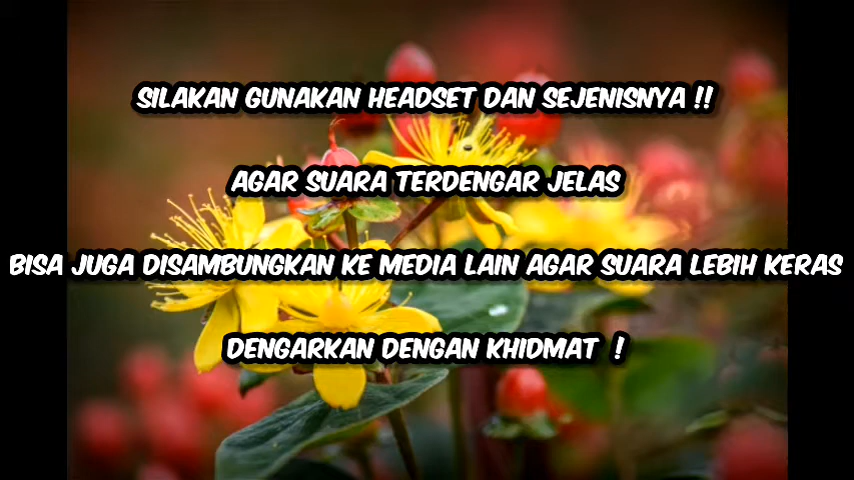 SILAKAN GUNAKAN HEADSET DAN SEJENISNYA !!
AGAR SUARA TERDENGAR JELAS
BISA JUGA DISAMBUNGKAN KE MEDIA LAIN AGAR SUARA LEBIH KERAS
DENGARKAN DENGAN KHIDMAT !